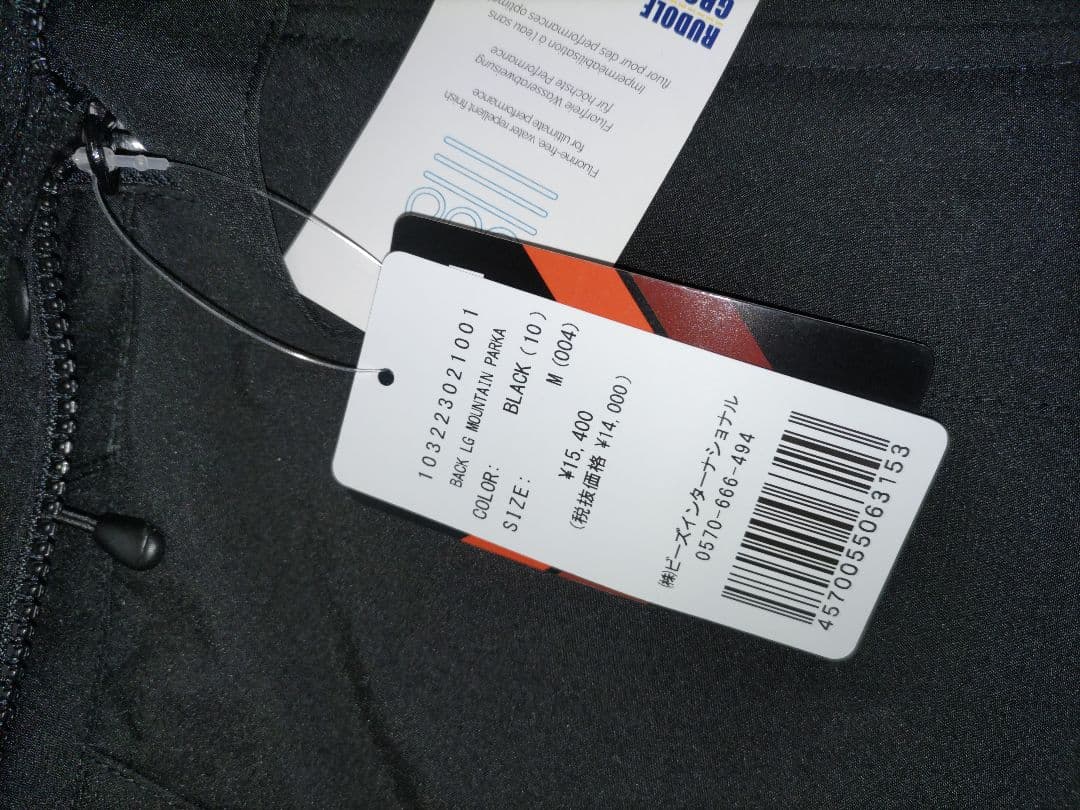 1032230210​01
BACK LG MOUNTAIN PARKA
COLOR: BLACK(10)
SIZE: M(004)
¥15,400
(税抜価格 ¥14,000)
㈱ビーズインターナショナル
0570-666-494
4570055063153
RUDOLF
Imperméabilisation à l'eau sans
fluor pour des performances
Fluorfreie Wasserabweisung
für höchste Performance
Fluorine-free water repellent finish
for ultimate performance